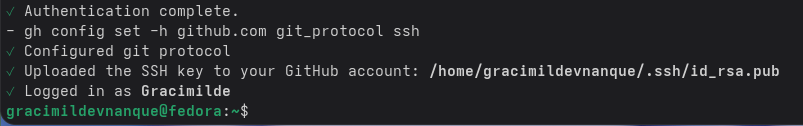 ✓ Authentication complete.
- gh config set -h github.com git_protocol ssh
✓ Configured git protocol
✓ Uploaded the SSH key to your GitHub account: /home/gracimildevnanque/.ssh/id_rsa.pub
✓ Logged in as Gracimilde
gracimildevnanque@fedora:~$